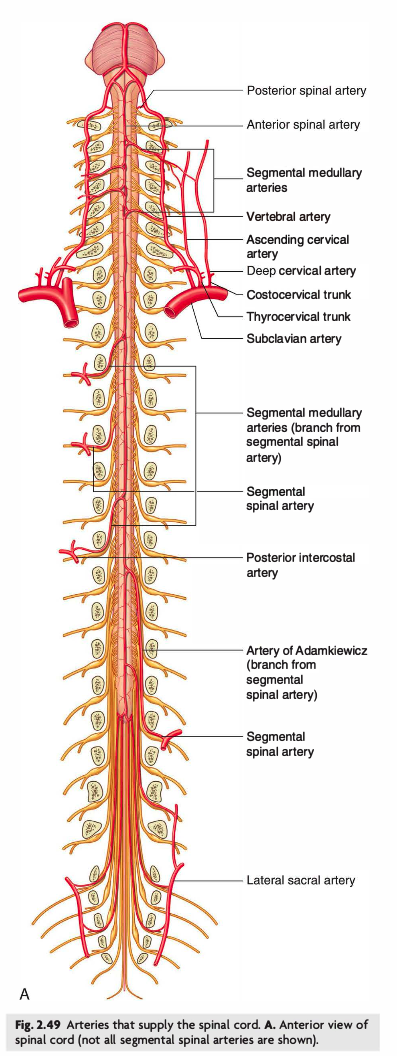 Posterior spinal artery
Anterior spinal artery
Segmental medullary
arteries
Vertebral artery
Ascending cervical
artery
Deep cervical artery
Costocervical trunk
Thyrocervical trunk
Subclavian artery
Segmental medullary
arteries (branch from
segmental spinal
artery)
Segmental
spinal artery
Posterior intercostal
artery
Artery of Adamkiewicz
(branch from
segmental
spinal artery)
Segmental
spinal artery
Lateral sacral artery
A
Fig. 2.49 Arteries that supply the spinal cord. A. Anterior view of
spinal cord (not all segmental spinal arteries are shown).